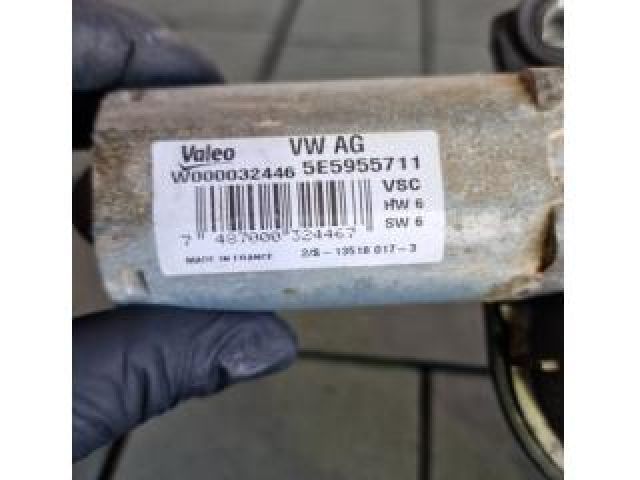 Valeo VW AG
W000032446 5E5955711
VSC
HW 6
SW 6
7 487000 324467
MADE IN FRANCE 2/S - 13518 017 - 3